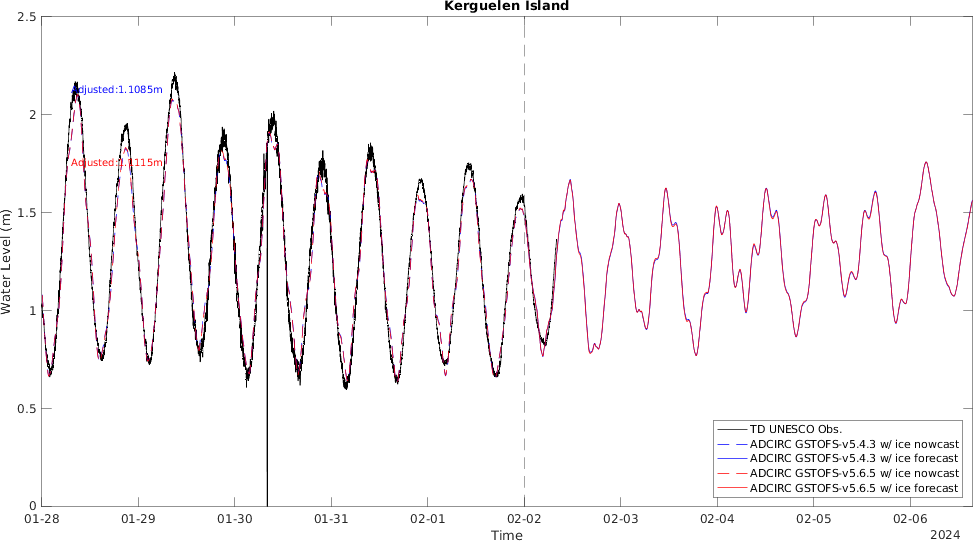 Kerguelen Island
2.5
2
1.5
1
0.5
0
Water Level (m)
Adjusted:1.1085m
Adjusted:1.1115m
TD UNESCO Obs.
ADCIRC GSTOFS-v5.4.3 w/ ice nowcast
ADCIRC GSTOFS-v5.4.3 w/ ice forecast
ADCIRC GSTOFS-v5.6.5 w/ ice nowcast
ADCIRC GSTOFS-v5.6.5 w/ ice forecast
01-28 01-29 01-30 01-31 02-01 02-02 02-03 02-04 02-05 02-06
Time
2024